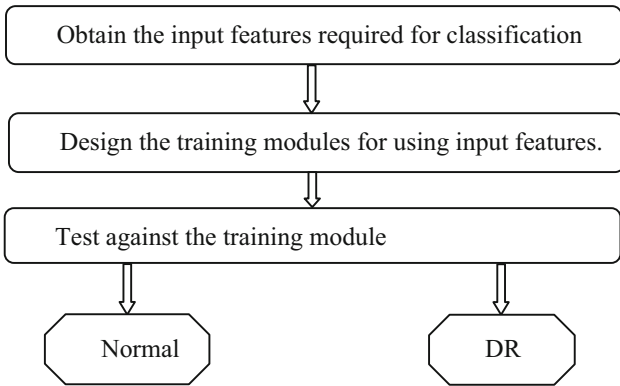 Obtain the input features required for classification
Design the training modules for using input features.
Test against the training module
Normal
DR